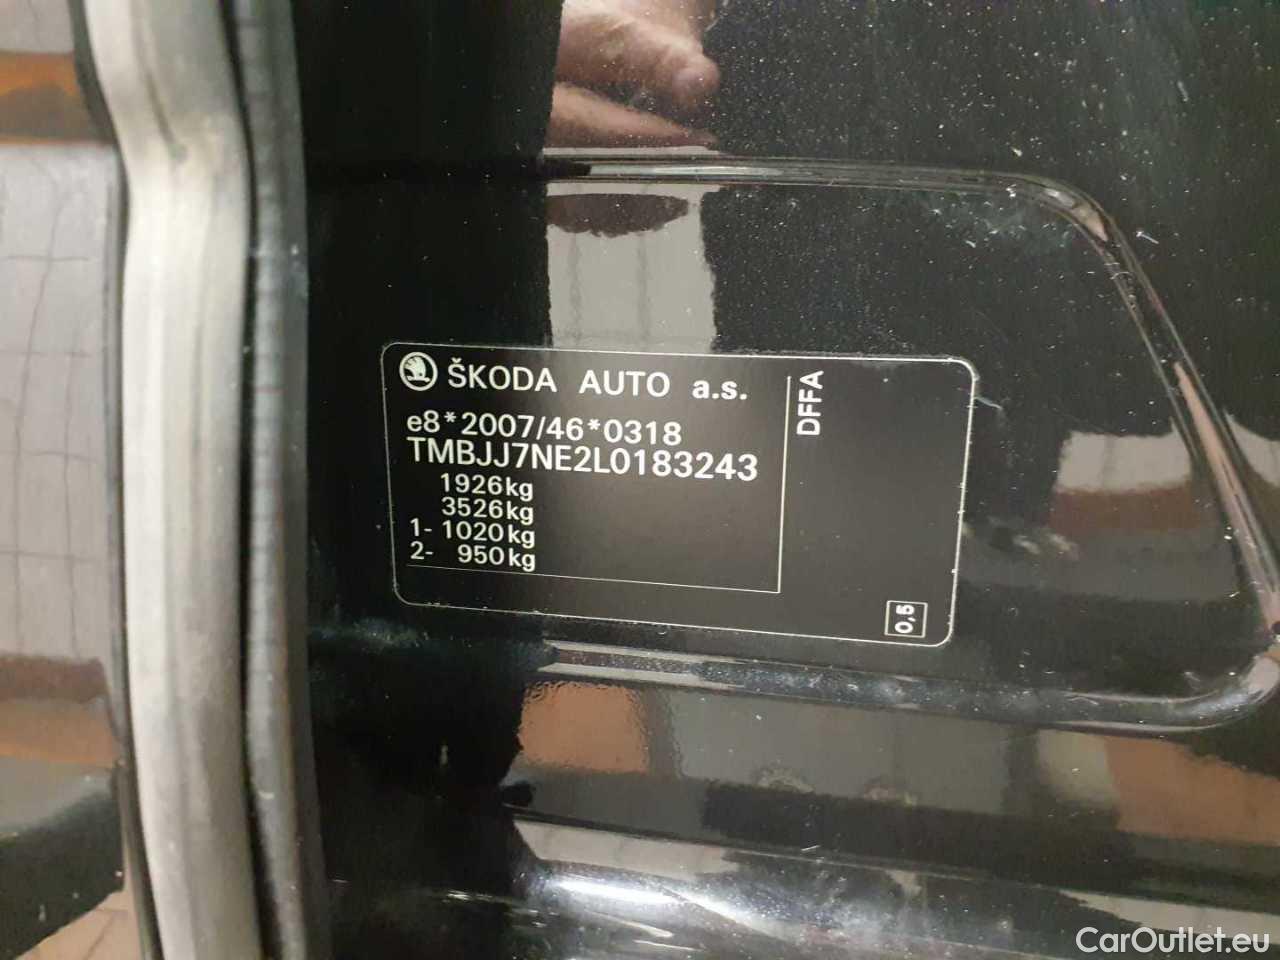 ŠKODA AUTO a.s.
e8*2007/46*0318
TMBJJ7NE2L0183243
1926kg
3526kg
1- 1020kg
2- 950kg
DFFA
0,5
CarOutlet.eu